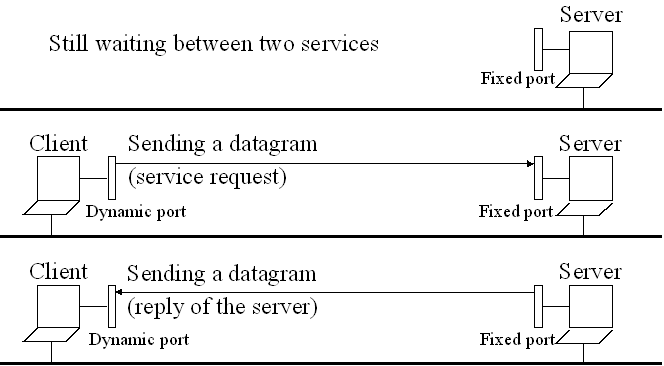 Server
Still waiting between two services
Fixed port
Client
Sending a datagram
Server
(service request)
Dynamic port
Fixed port
Client
Sending a datagram
Server
(reply of the server)
Dynamic port
Fixed port